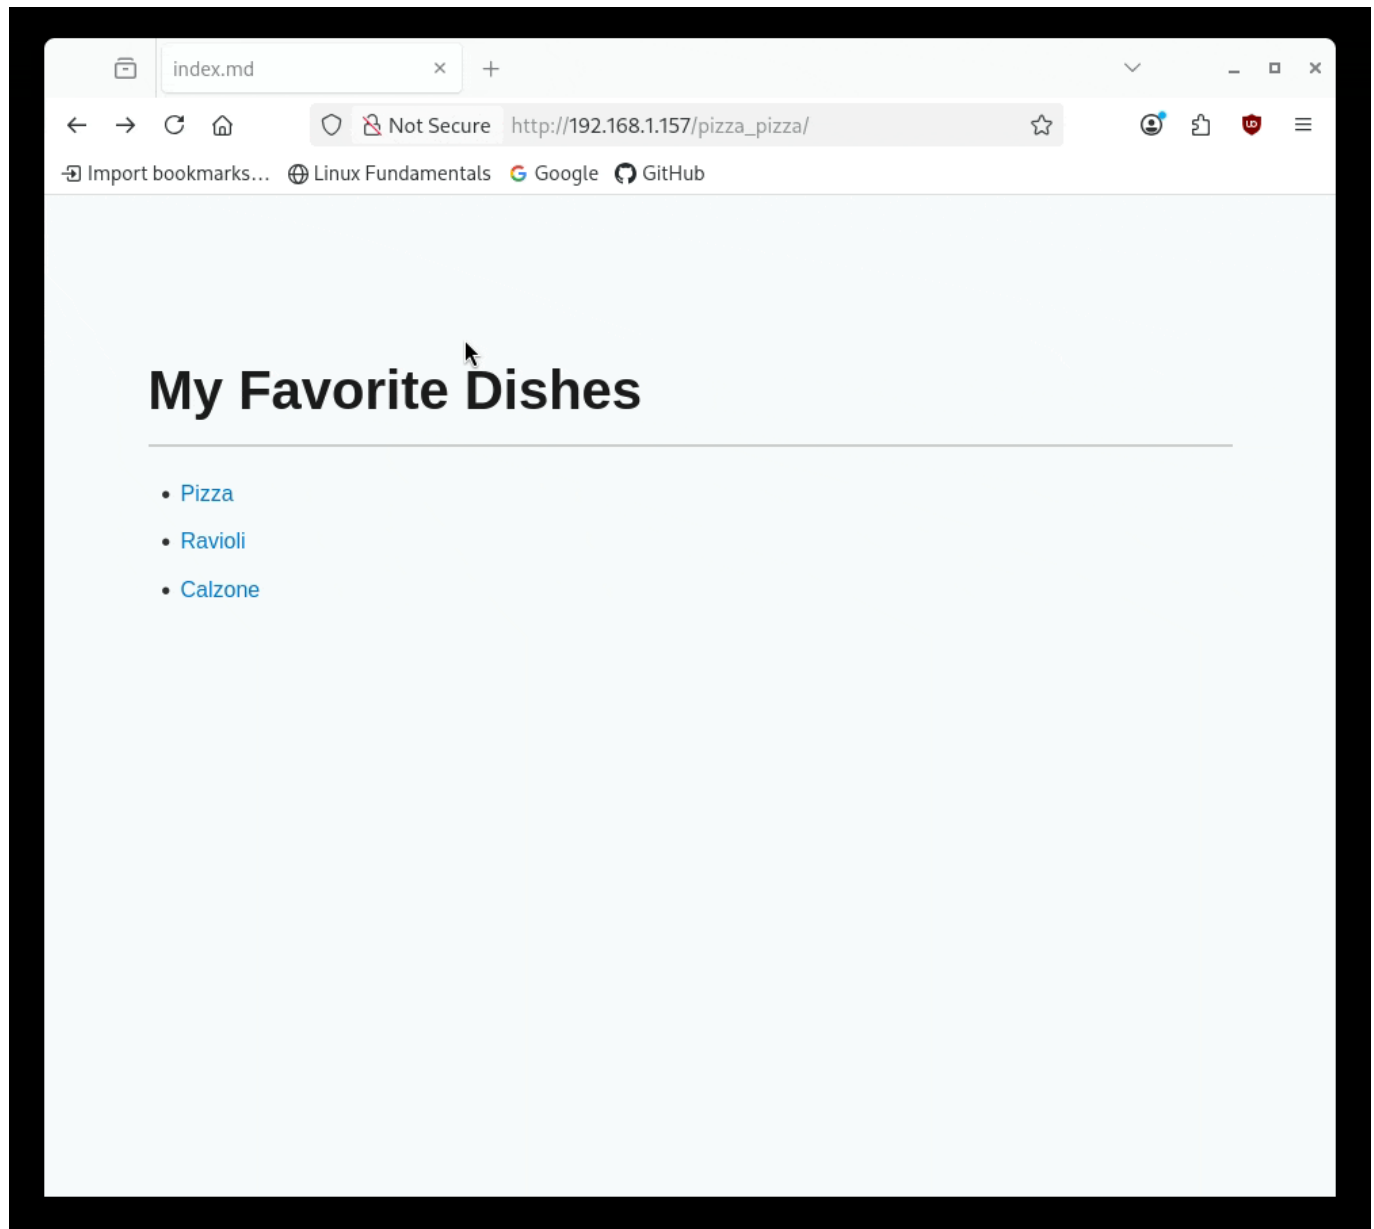 index.md
Not Secure http://192.168.1.157/pizza_pizza/
Import bookmarks... Linux Fundamentals Google GitHub
My Favorite Dishes
Pizza
Ravioli
Calzone